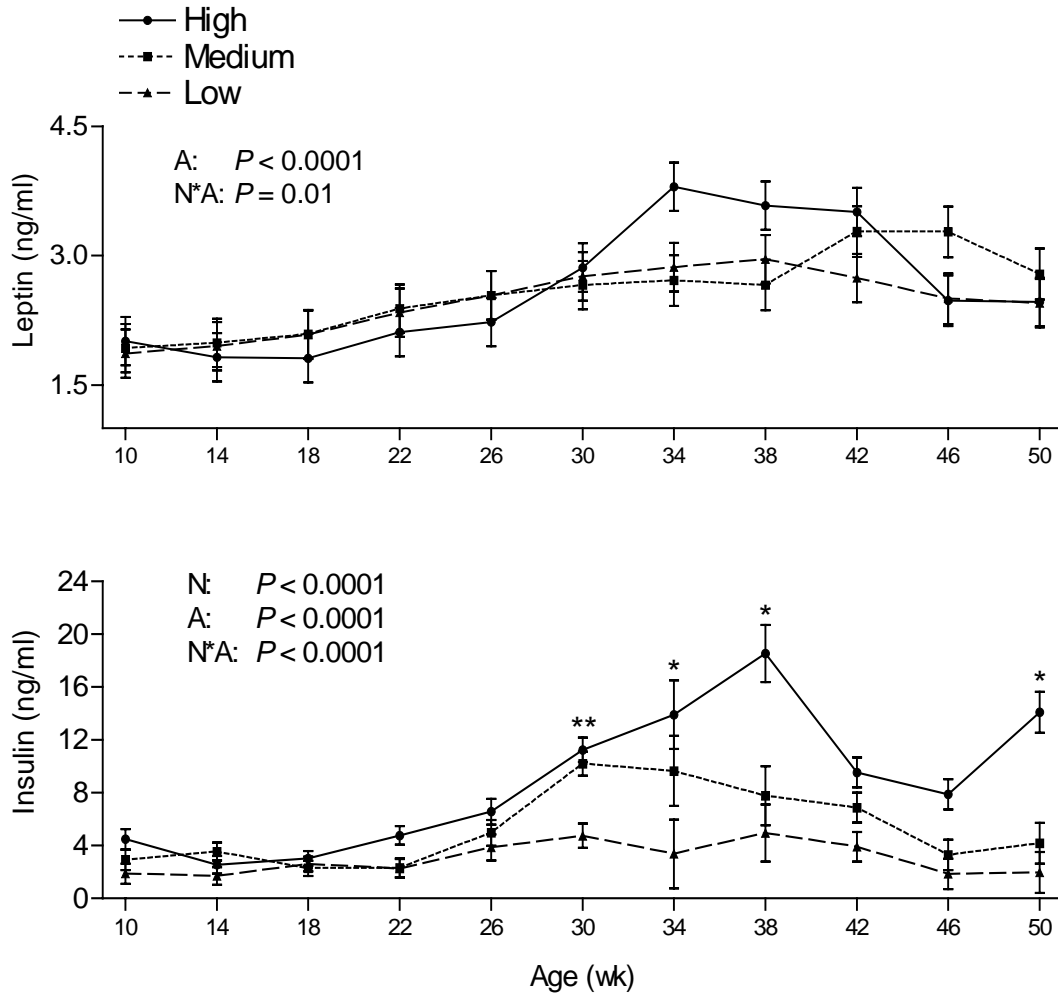 High
Medium
Low
4.5
3.0
1.5
Leptin (ng/ml)
A: P < 0.0001
N*A: P = 0.01
10 14 18 22 26 30 34 38 42 46 50
24
20
16
12
8
4
0
Insulin (ng/ml)
N: P < 0.0001
A: P < 0.0001
N*A: P < 0.0001
** * * *
10 14 18 22 26 30 34 38 42 46 50
Age (wk)